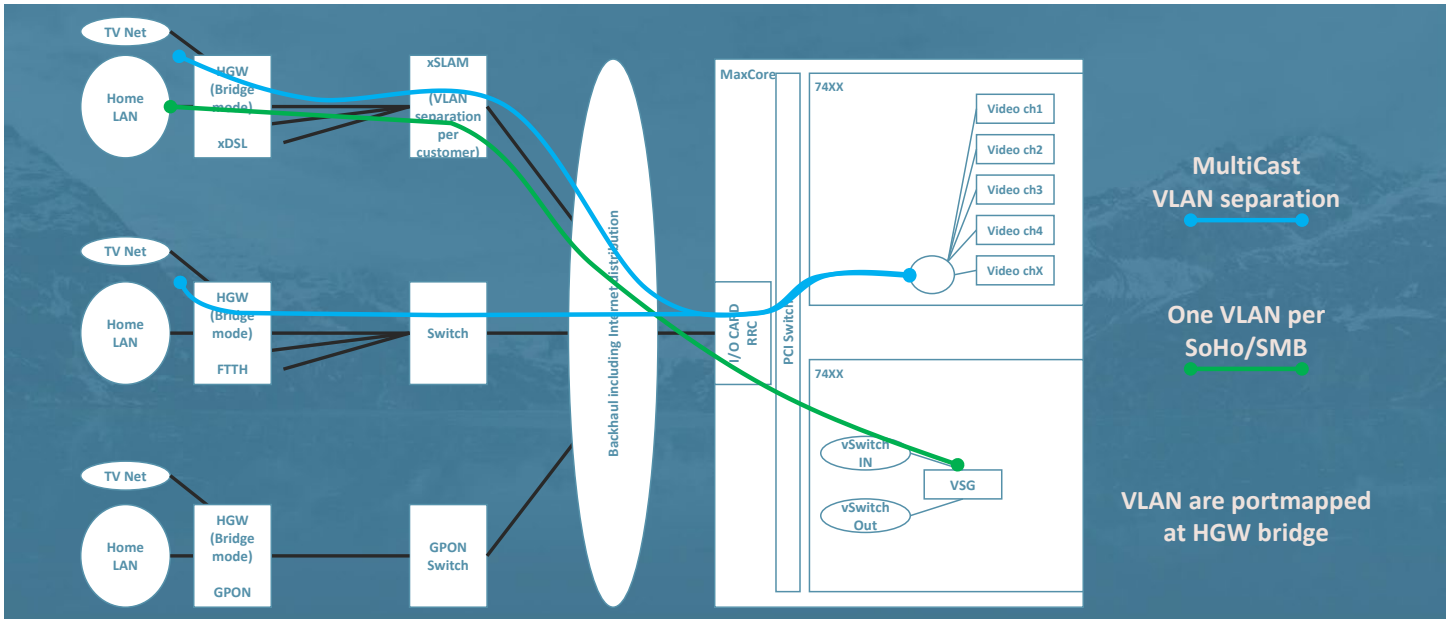 TV Net
Home
LAN
HGW
(Bridge
mode)
xDSL
xSLAM
(VLAN
separation
per
customer)
TV Net
Home
LAN
HGW
(Bridge
mode)
FTTH
Switch
TV Net
Home
LAN
HGW
(Bridge
mode)
GPON
GPON
Switch
Backhaul including Internet distribution
MaxCore
I/O CARD
RRC
PCI Switch
74XX
Video ch1
Video ch2
Video ch3
Video ch4
Video chX
74XX
vSwitch
IN
VSG
vSwitch
Out
MultiCast
VLAN separation
One VLAN per
SoHo/SMB
VLAN are portmapped
at HGW bridge